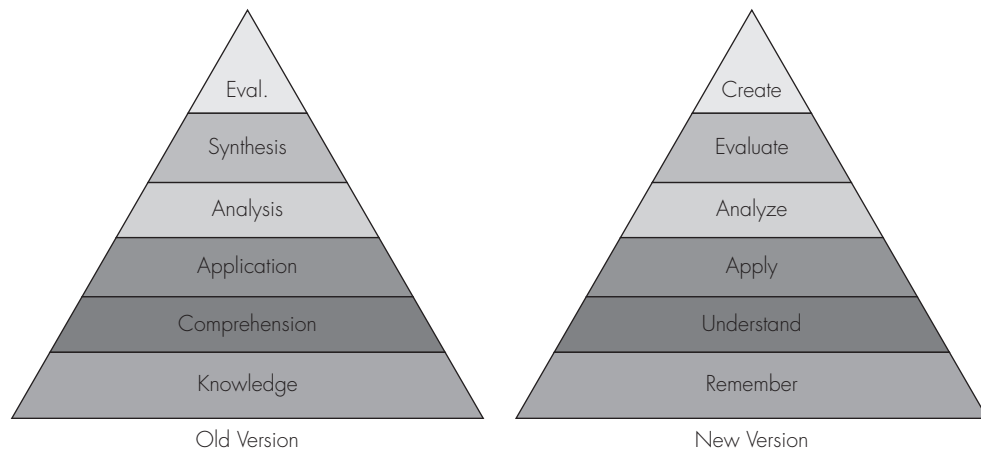 Eval.
Synthesis
Analysis
Application
Comprehension
Knowledge
Old Version
Create
Evaluate
Analyze
Apply
Understand
Remember
New Version